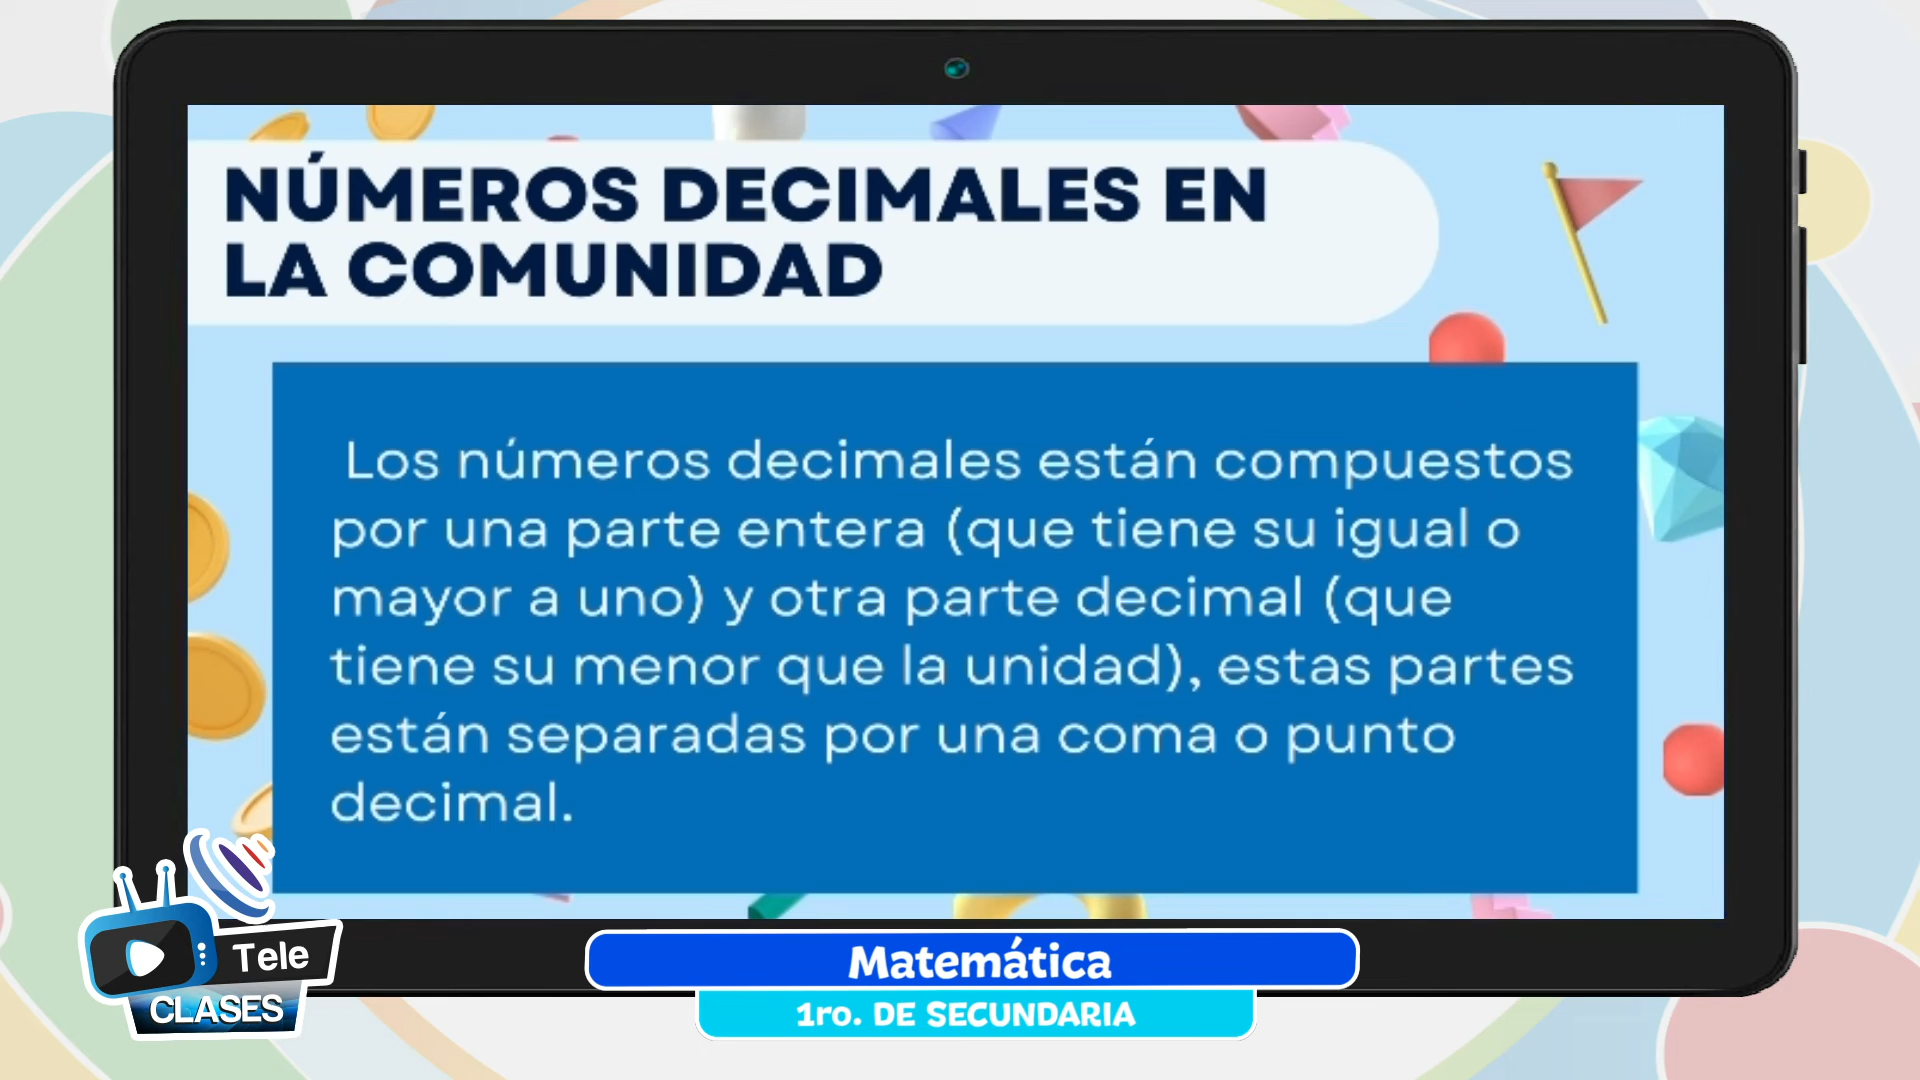 NÚMEROS DECIMALES EN
LA COMUNIDAD
Los números decimales están compuestos
por una parte entera (que tiene su igual o
mayor a uno) y otra parte decimal (que
tiene su menor que la unidad), estas partes
están separadas por una coma o punto
decimal.
Tele
CLASES
Matemática
1ro. DE SECUNDARIA